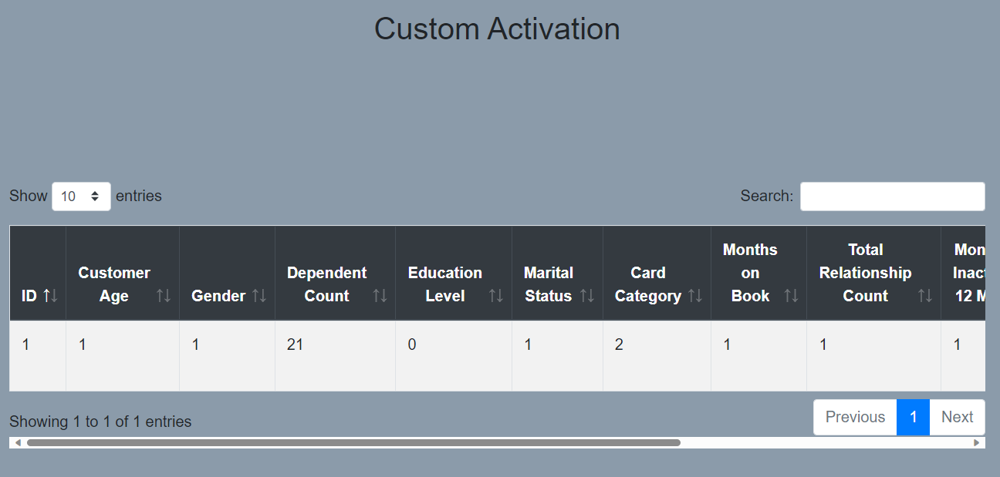 Custom Activation
Show 10 entries
Search:
ID
Customer Age
Gender
Dependent Count
Education Level
Marital Status
Card Category
Months on Book
Total Relationship Count
Mon
Inact
12 M
1 1 1 21 0 1 2 1 1 1
Showing 1 to 1 of 1 entries
Previous 1 Next